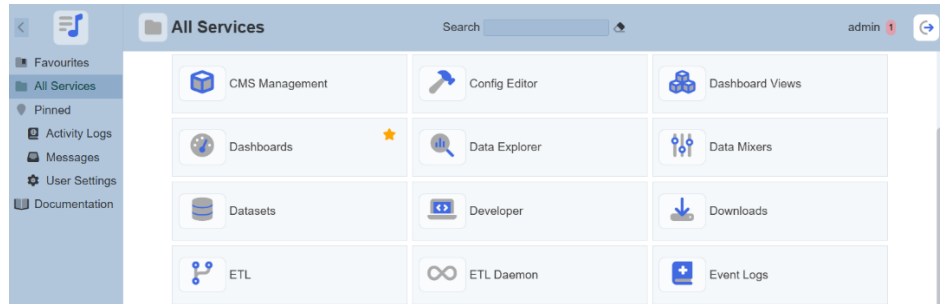 All Services
Search
admin 1
Favourites
All Services
Pinned
Activity Logs
Messages
User Settings
Documentation
CMS Management
Config Editor
Dashboard Views
Dashboards
Data Explorer
Data Mixers
Datasets
Developer
Downloads
ETL
ETL Daemon
Event Logs